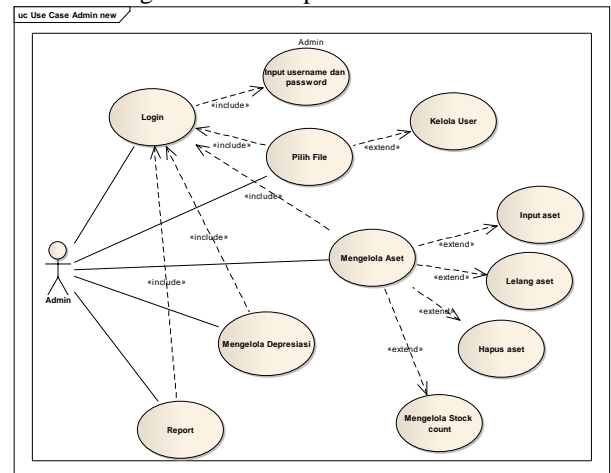 uc Use Case Admin new
Admin
Input username dan
password
Login
«include»
Kelola User
«include»
Pilih File
«extend»
«include»
Input aset
«include»
Mengelola Aset
«extend»
Lelang aset
«extend»
Admin
«include»
«extend»
Mengelola Depresiasi
Hapus aset
«extend»
Mengelola Stock
count
Report